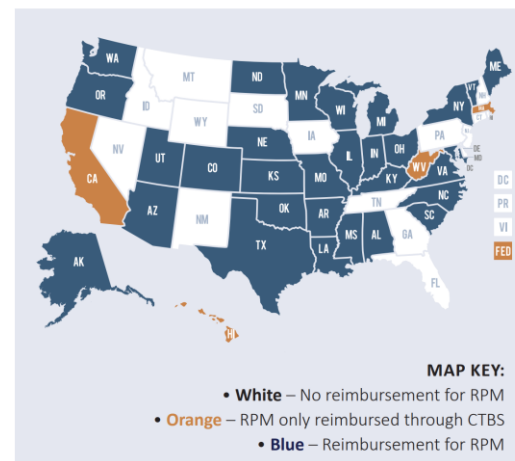 WA
ME
MT
ND
VT
MN
OR
NH
ID
SD
WI
NY
MA
WY
MI
CT
IA
PA
NE
NV
OH
DE
IL
IN
MD
UT
WV
DC
CO
VA
CA
KS
MO
KY
DC
NC
TN
PR
OK
AZ
NM
AR
SC
VI
MS
AL
GA
FED
TX
LA
AK
FL
HI
MAP KEY:
• White – No reimbursement for RPM
• Orange – RPM only reimbursed through CTBS
• Blue – Reimbursement for RPM